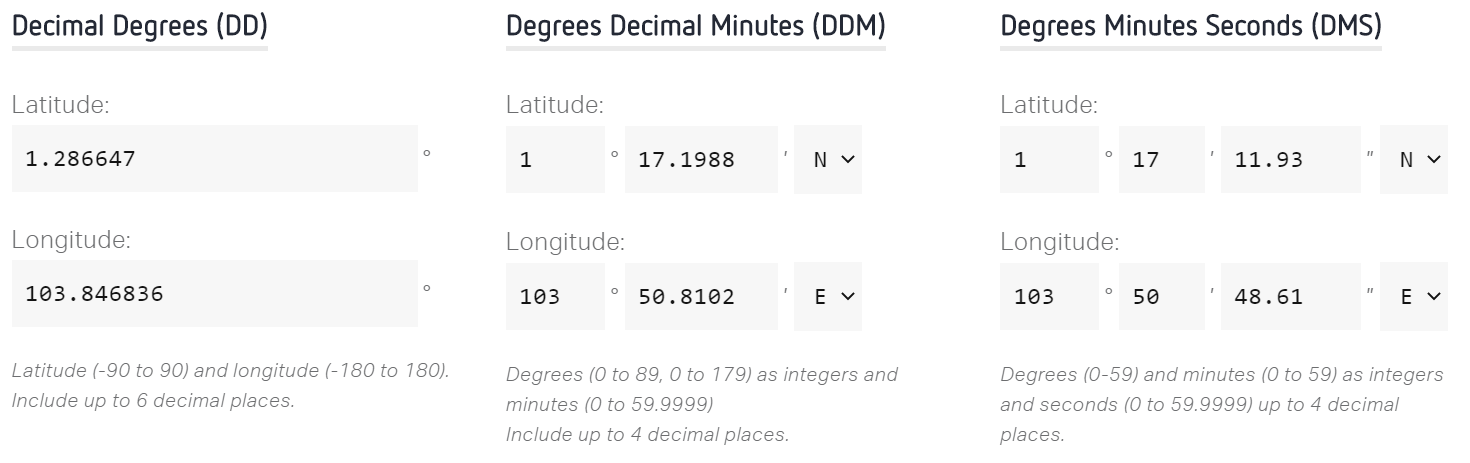 Decimal Degrees (DD)
Latitude:
1.286647 °
Longitude:
103.846836 °
Latitude (-90 to 90) and longitude (-180 to 180).
Include up to 6 decimal places.
Degrees Decimal Minutes (DDM)
Latitude:
1 ° 17.1988 ′ N
Longitude:
103 ° 50.8102 ′ E
Degrees (0 to 89, 0 to 179) as integers and
minutes (0 to 59.9999)
Include up to 4 decimal places.
Degrees Minutes Seconds (DMS)
Latitude:
1 ° 17 ′ 11.93 ″ N
Longitude:
103 ° 50 ′ 48.61 ″ E
Degrees (0-59) and minutes (0 to 59) as integers
and seconds (0 to 59.9999) up to 4 decimal
places.